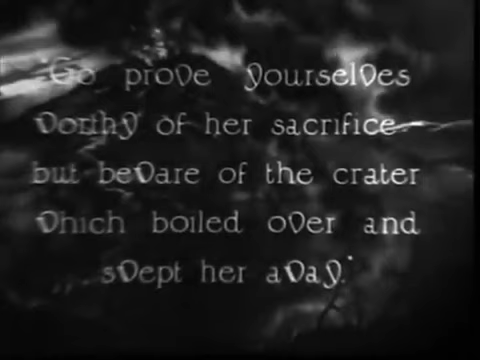 "Go prove yourselves
worthy of her sacrifice
but beware of the crater
which boiled over and
swept her away."